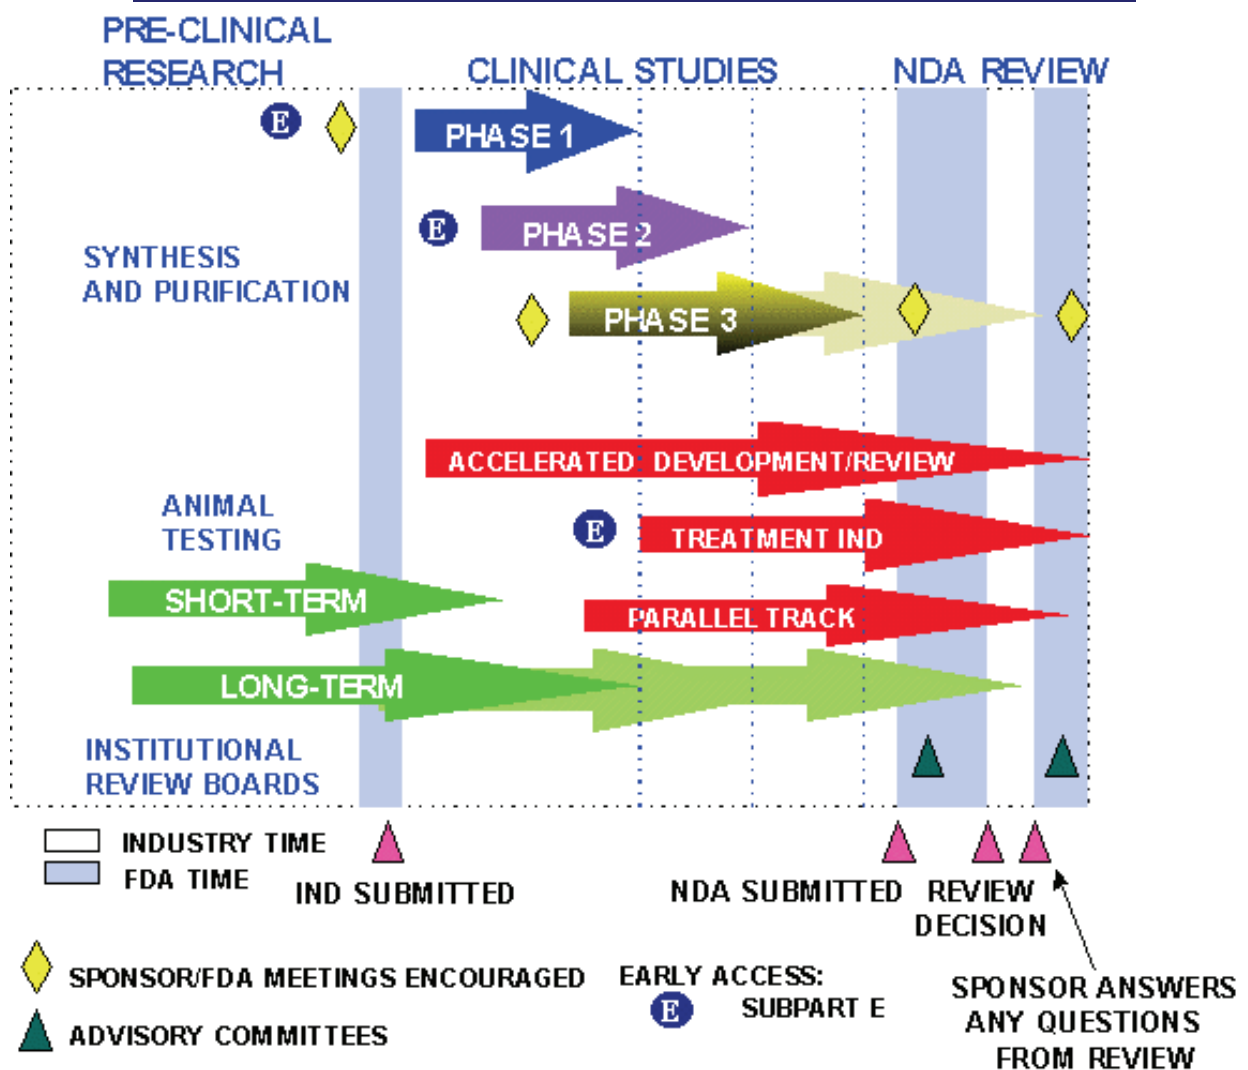 PRE-CLINICAL
RESEARCH
CLINICAL STUDIES
NDA REVIEW
E
PHASE 1
E
PHASE 2
SYNTHESIS
AND PURIFICATION
PHASE 3
ACCELERATED DEVELOPMENT/REVIEW
ANIMAL
TESTING
E
TREATMENT IND
SHORT-TERM
PARALLEL TRACK
LONG-TERM
INSTITUTIONAL
REVIEW BOARDS
INDUSTRY TIME
FDA TIME
IND SUBMITTED
NDA SUBMITTED
REVIEW
DECISION
SPONSOR/FDA MEETINGS ENCOURAGED
ADVISORY COMMITTEES
EARLY ACCESS:
E SUBPART E
SPONSOR ANSWERS
ANY QUESTIONS
FROM REVIEW